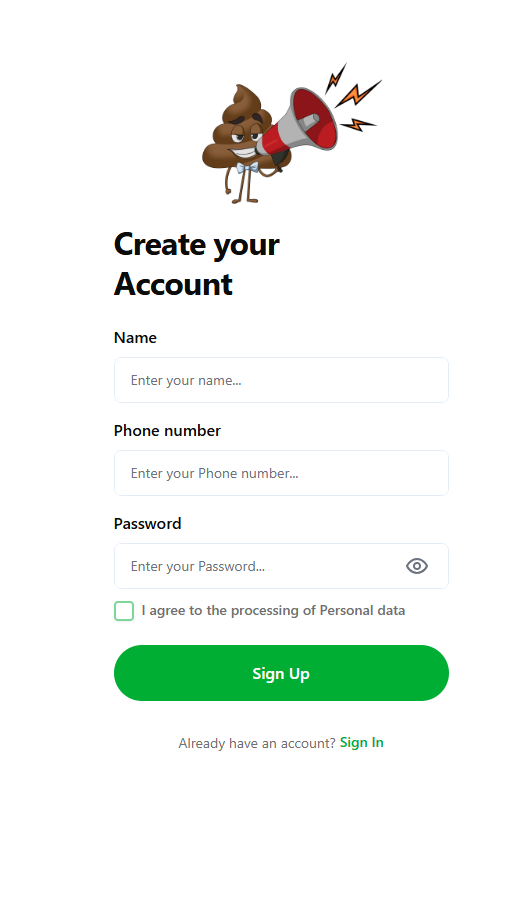 Create your
Account
Name
Enter your name...
Phone number
Enter your Phone number...
Password
Enter your Password...
I agree to the processing of Personal data
Sign Up
Already have an account? Sign In